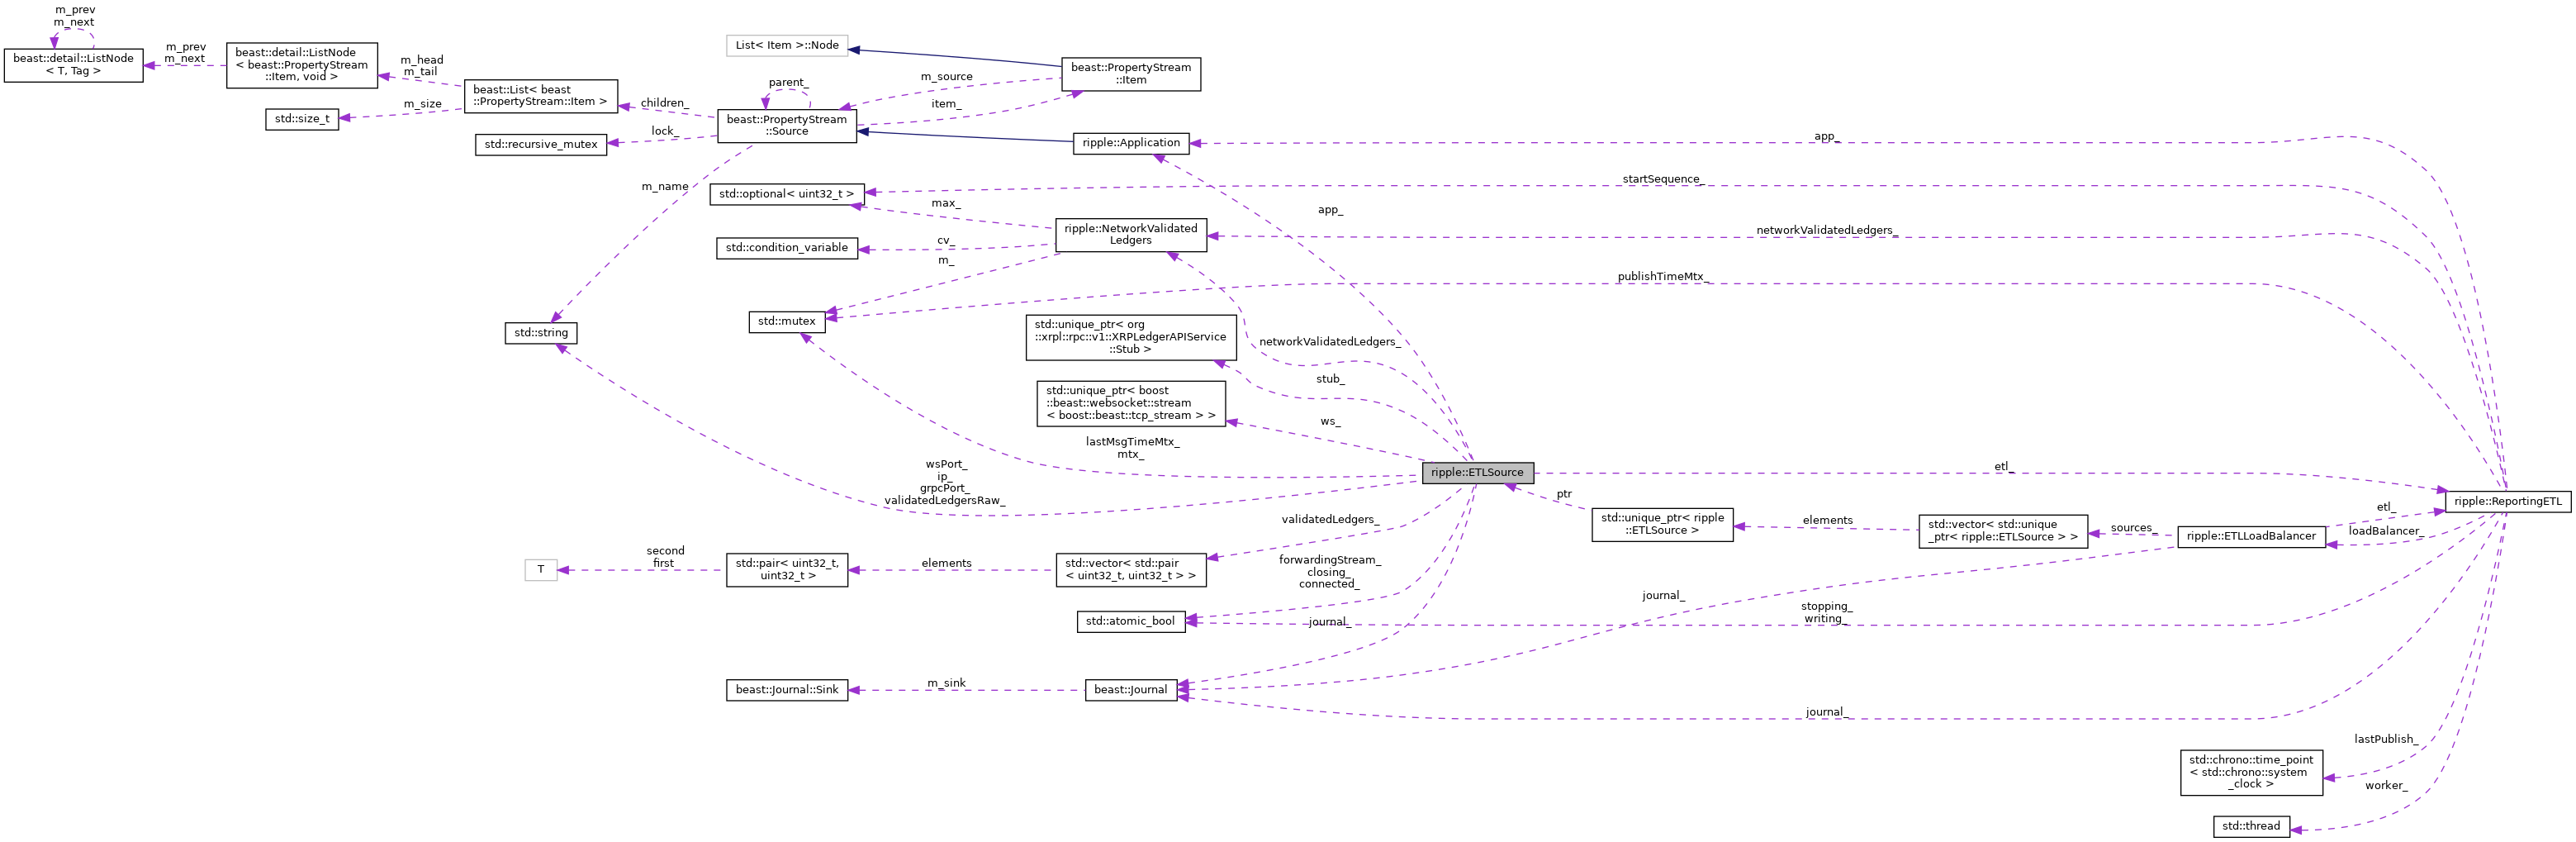 m_prev
m_next
beast::detail::ListNode
< T, Tag >
m_prev
m_next
beast::detail::ListNode
< beast::PropertyStream
::Item, void >
m_head
m_tail
m_size
std::size_t
beast::List< beast
::PropertyStream::Item >
children_
lock_
std::recursive_mutex
parent_
beast::PropertyStream
::Source
List< Item >::Node
m_source
item_
beast::PropertyStream
::Item
ripple::Application
app_
m_name
std::optional< uint32_t >
startSequence_
max_
app_
ripple::NetworkValidated
Ledgers
networkValidatedLedgers_
std::condition_variable
cv_
m_
publishTimeMtx_
std::mutex
std::string
std::unique_ptr< org
::xrpl::rpc::v1::XRPLedgerAPIService
::Stub >
networkValidatedLedgers_
stub_
std::unique_ptr< boost
::beast::websocket::stream
< boost::beast::tcp_stream > >
ws_
lastMsgTimeMtx_
mtx_
wsPort_
ip_
grpcPort_
validatedLedgersRaw_
ripple::ETLSource
etl_
ptr
std::unique_ptr< ripple
::ETLSource >
elements
std::vector< std::unique
_ptr< ripple::ETLSource > >
sources_
ripple::ETLLoadBalancer
etl_
loadBalancer_
ripple::ReportingETL
validatedLedgers_
T
second
first
std::pair< uint32_t,
uint32_t >
elements
std::vector< std::pair
< uint32_t, uint32_t > >
forwardingStream_
closing_
connected_
std::atomic_bool
journal_
journal_
stopping_
writing_
beast::Journal::Sink
m_sink
beast::Journal
journal_
lastPublish_
std::chrono::time_point
< std::chrono::system
_clock >
worker_
std::thread